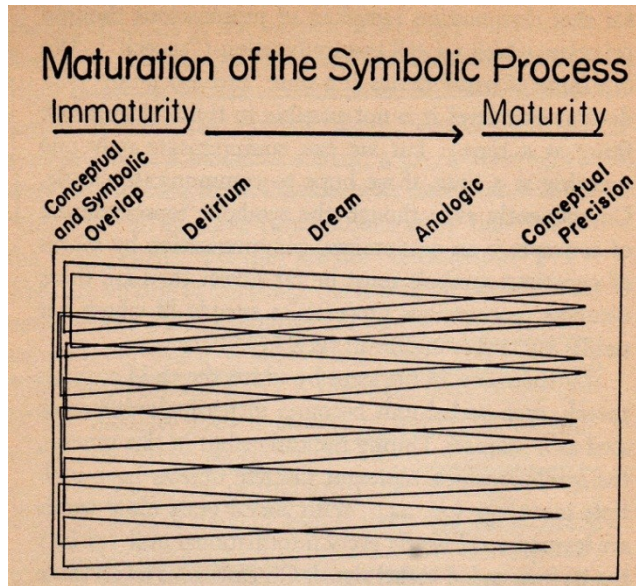 Maturation of the Symbolic Process
Immaturity
Maturity
Conceptual
and Symbolic
Overlap
Delirium
Dream
Analogic
Conceptual
Precision